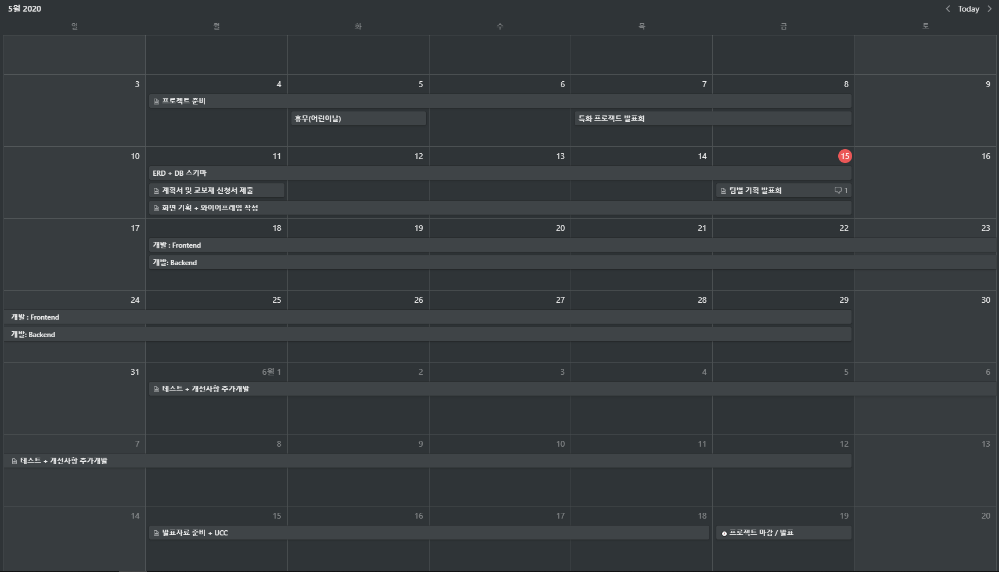 5월 2020
Today
일 월 화 수 목 금 토
3 4 5 6 7 8 9
프로젝트 준비
휴무(어린이날) 특화 프로젝트 발표회
10 11 12 13 14 15 16
ERD + DB 스키마
계획서 및 교보재 신청서 제출 팀별 기획 발표회 1
화면 기획 + 와이어프레임 작성
17 18 19 20 21 22 23
개발 : Frontend
개발: Backend
24 25 26 27 28 29 30
개발 : Frontend
개발: Backend
31 6월 1 2 3 4 5 6
테스트 + 개선사항 추가개발
7 8 9 10 11 12 13
테스트 + 개선사항 추가개발
14 15 16 17 18 19 20
발표자료 준비 + UCC 프로젝트 마감 / 발표